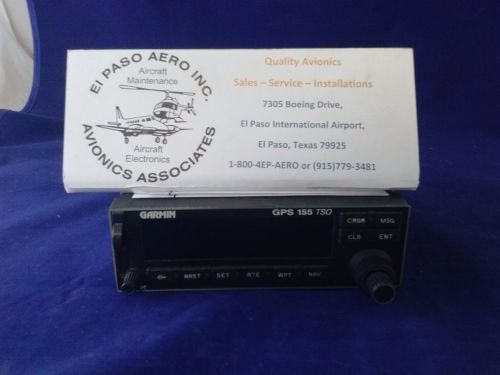 EL PASO AERO INC.
Aircraft
Maintenance
Aircraft
Electronics
AVIONICS ASSOCIATES
Quality Avionics
Sales – Service – Installations
7305 Boeing Drive,
El Paso International Airport,
El Paso, Texas 79925
1-800-4EP-AERO or (915)779-3481
GARMIN GPS 155 TSO
CRSR MSG
CLR ENT
NRST SET RTE WPT NAV